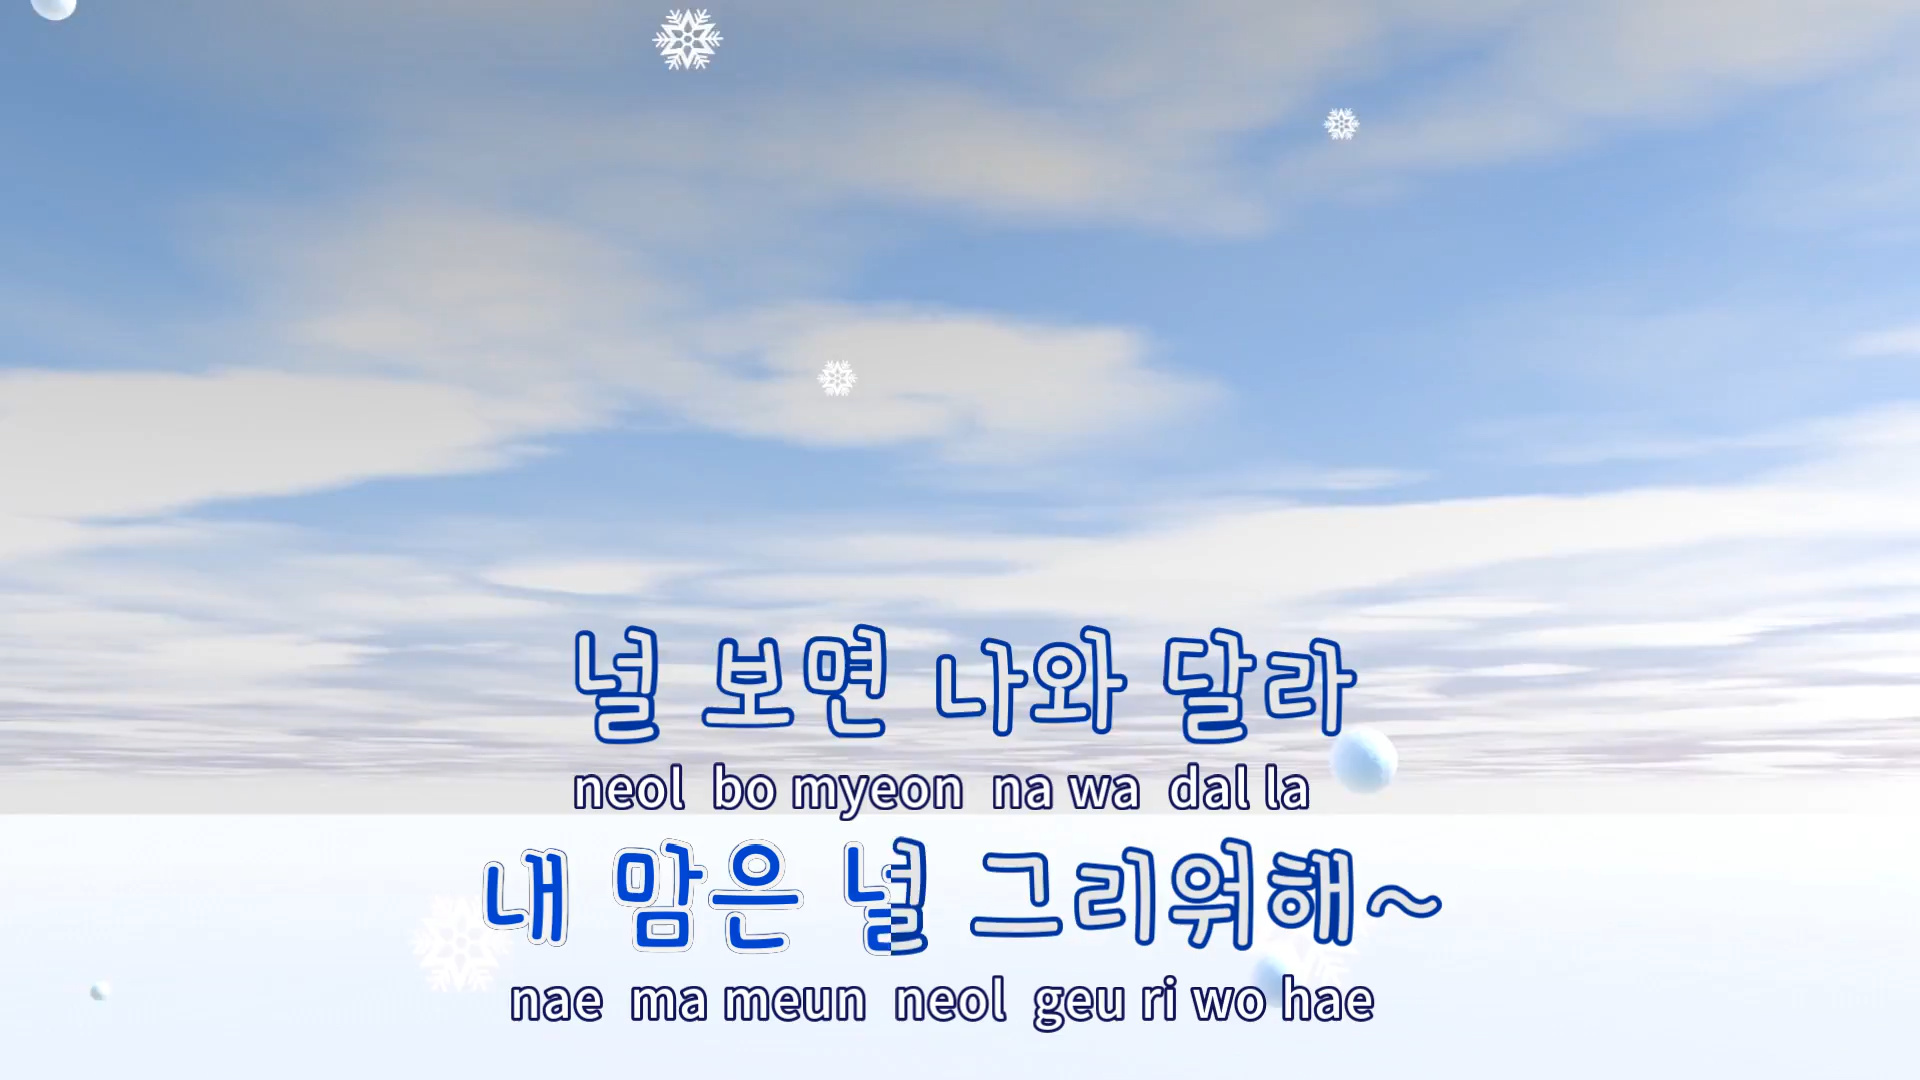 널 보면 나와 달라
neol bo myeon na wa dal la
내 맘은 널 그리워해~
nae ma meun neol geu ri wo hae